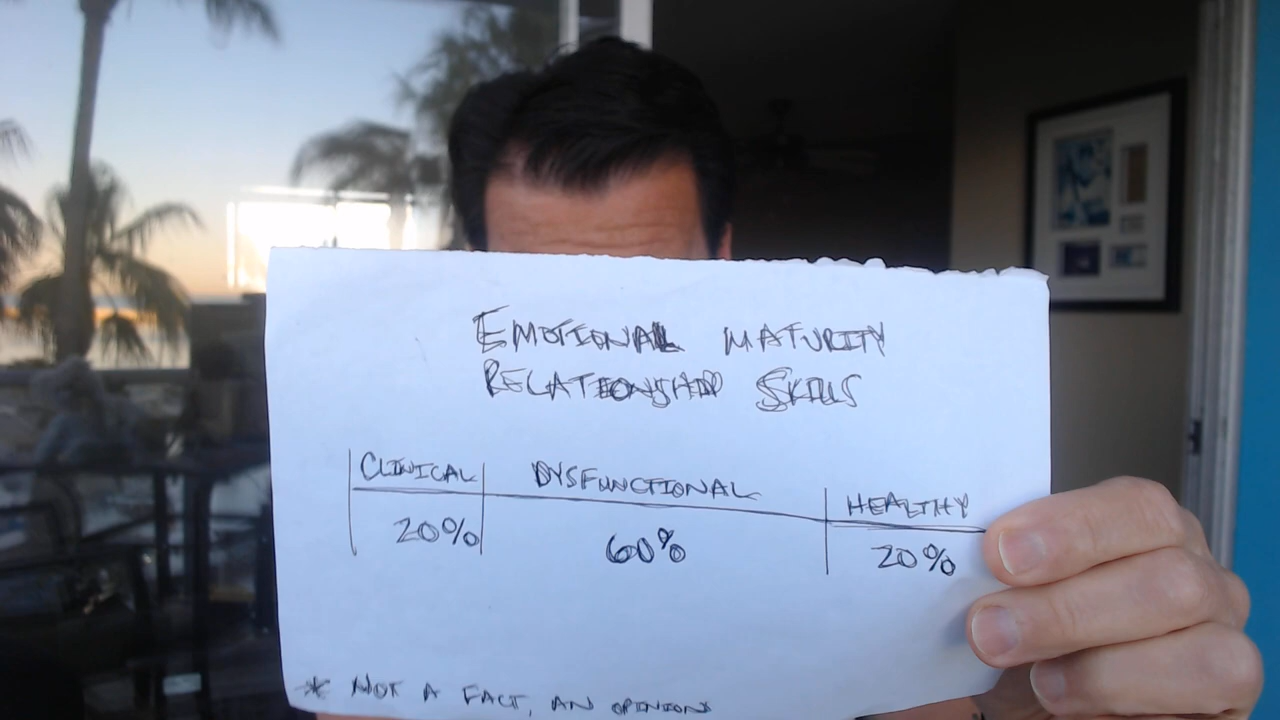 EMOTIONAL MATURITY
RELATIONSHIP SKILLS
CLINICAL DYSFUNCTIONAL HEALTHY
20% 60% 20%
* NOT A FACT, AN OPINION